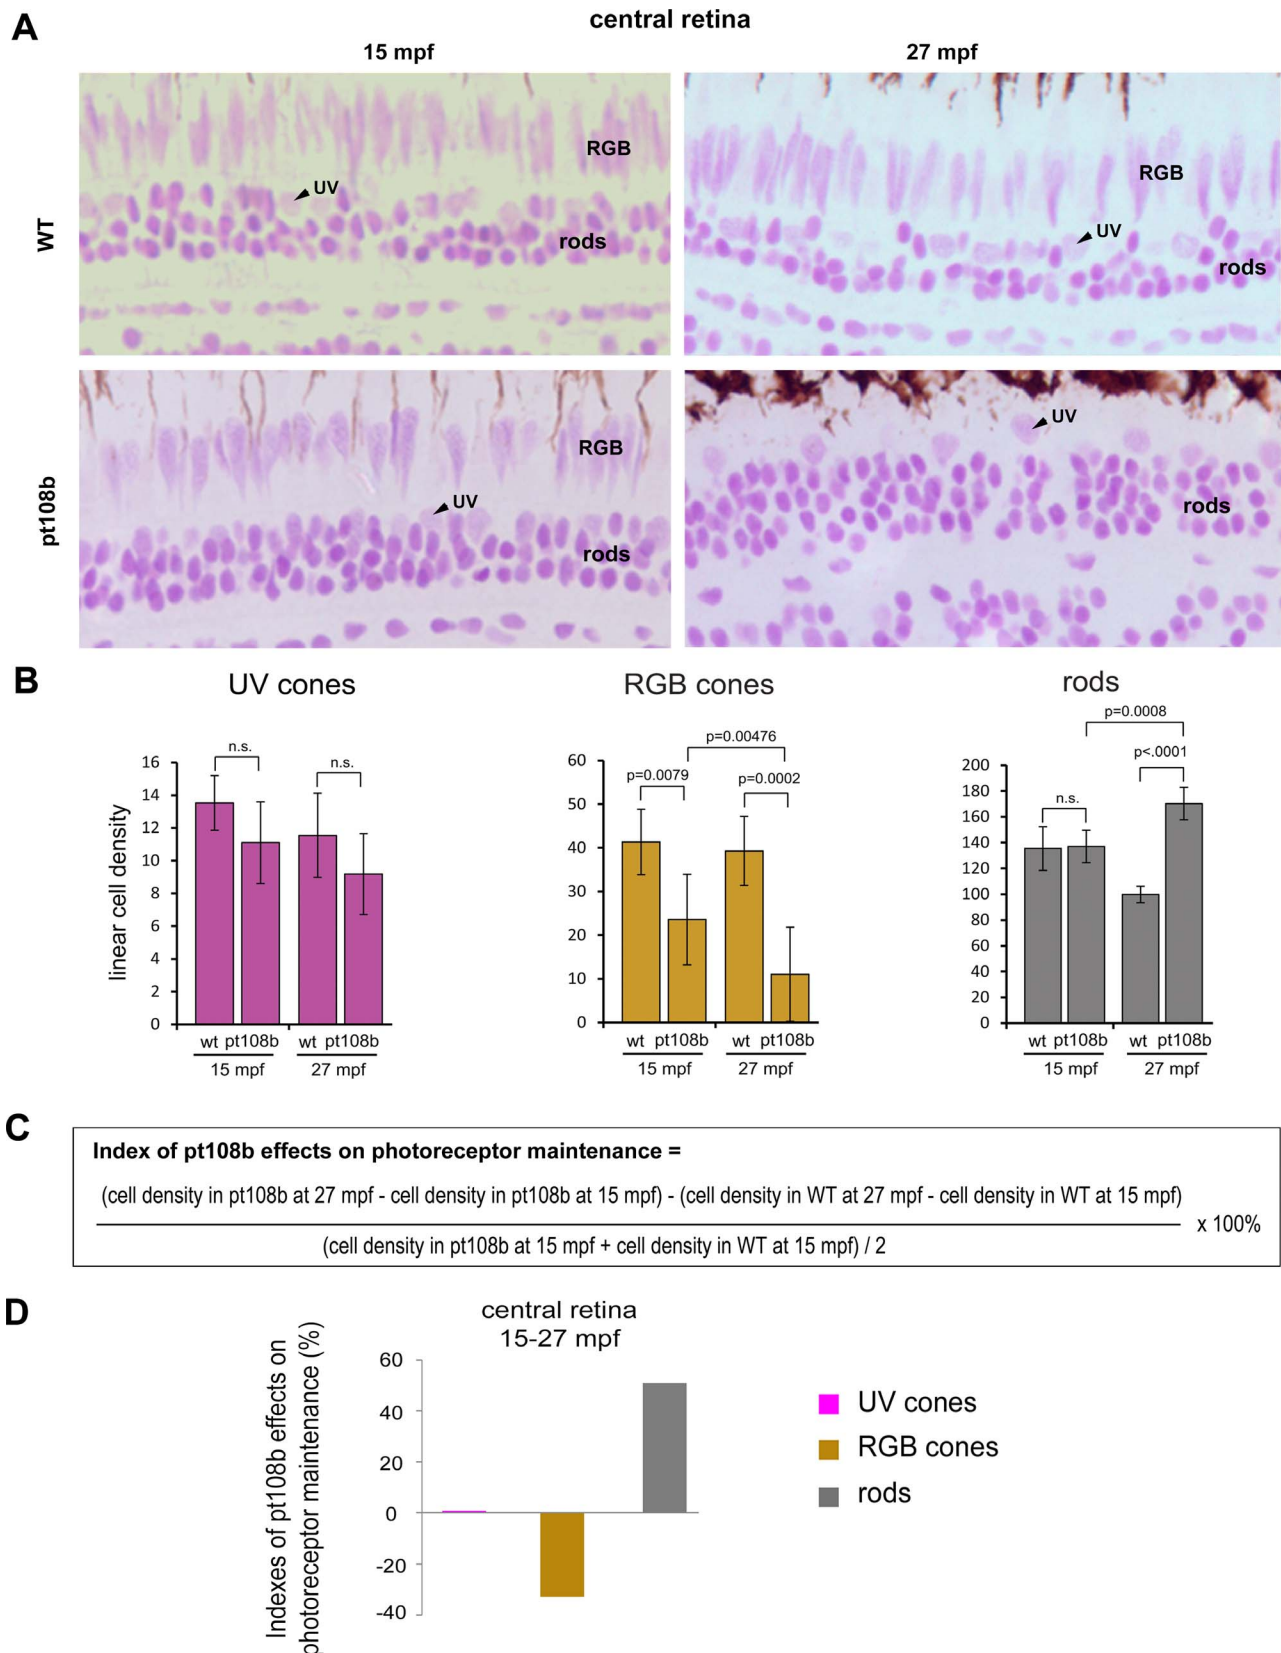 A
central retina
15 mpf
27 mpf
WT
RGB
UV
rods
RGB
UV
rods
pt108b
RGB
UV
rods
UV
rods
B
UV cones
RGB cones
rods
linear cell density
16
14
12
10
8
6
4
2
0
n.s.
n.s.
wt pt108b wt pt108b
15 mpf 27 mpf
60
50
40
30
20
10
0
p=0.00476
p=0.0079
p=0.0002
wt pt108b wt pt108b
15 mpf 27 mpf
200
180
160
140
120
100
80
60
40
20
0
p=0.0008
p<.0001
n.s.
wt pt108b wt pt108b
15 mpf 27 mpf
C
Index of pt108b effects on photoreceptor maintenance =
(cell density in pt108b at 27 mpf - cell density in pt108b at 15 mpf) - (cell density in WT at 27 mpf - cell density in WT at 15 mpf)
x 100%
(cell density in pt108b at 15 mpf + cell density in WT at 15 mpf) / 2
D
central retina
15-27 mpf
Indexes of pt108b effects on
photoreceptor maintenance (%)
60
40
20
0
-20
-40
UV cones
RGB cones
rods